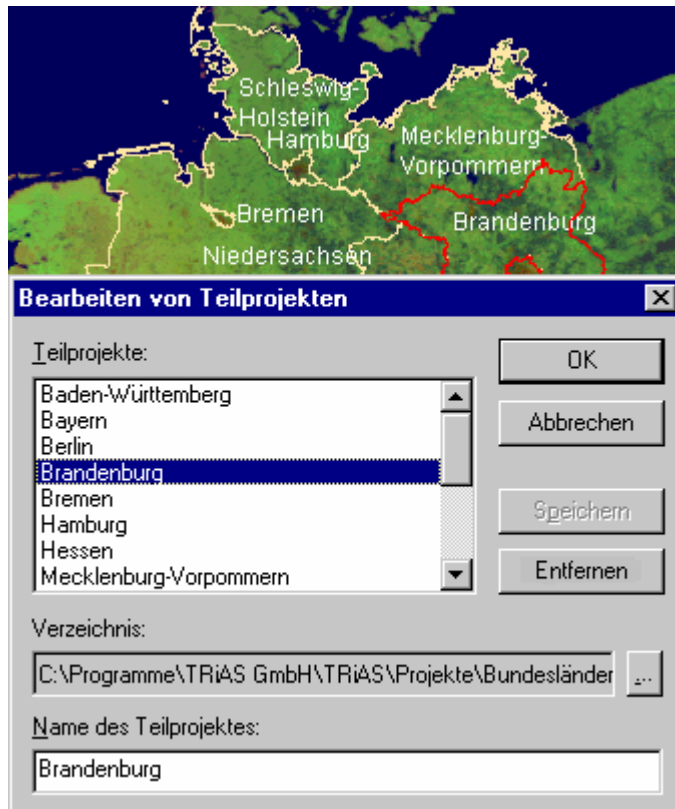 Schleswig-
Holstein
Hamburg
Mecklenburg-
Vorpommern
Bremen
Brandenburg
Niedersachsen
Bearbeiten von Teilprojekten
Teilprojekte:
OK
Baden-Württemberg
Bayern
Berlin
Brandenburg
Bremen
Hamburg
Hessen
Mecklenburg-Vorpommern
Abbrechen
Speichern
Entfernen
Verzeichnis:
C:\Programme\TRiAS GmbH\TRiAS\Projekte\Bundesländer
...
Name des Teilprojektes:
Brandenburg